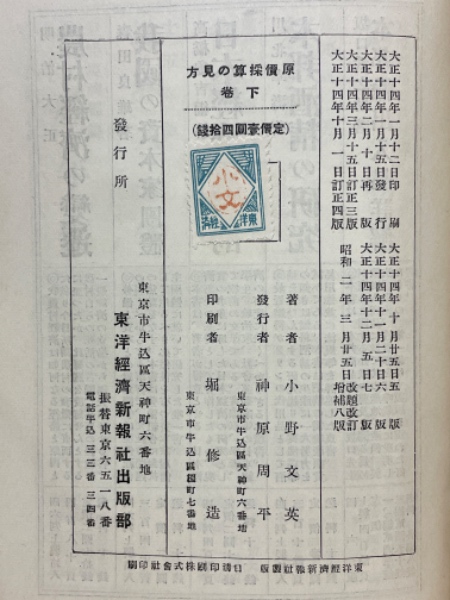 大正十四年一月十二日印刷
大正十四年一月十五日發行
大正十四年二月十日再版
大正十四年三月十五日訂正三版
大正十四年十月一日訂正四版
大正十四年十月廿五日五版
大正十四年十一月二十日六版
大正十四年十二月五日七版
昭和二年三月廿五日改題改訂增補八版
原價採算の見方
下卷
(定價壹圓四拾錢)
小文
東洋經濟
著者 小野文英
東京市牛込區天神町六番地
發行者 神原周平
東京市牛込區榎町七番地
印刷者 堀修造
發行所
東京市牛込區天神町六番地
東洋經濟新報社出版部
振替東京六五一八番
電話牛込 三三番 三四番
東洋經濟新報社製版 日清印刷株式會社印刷